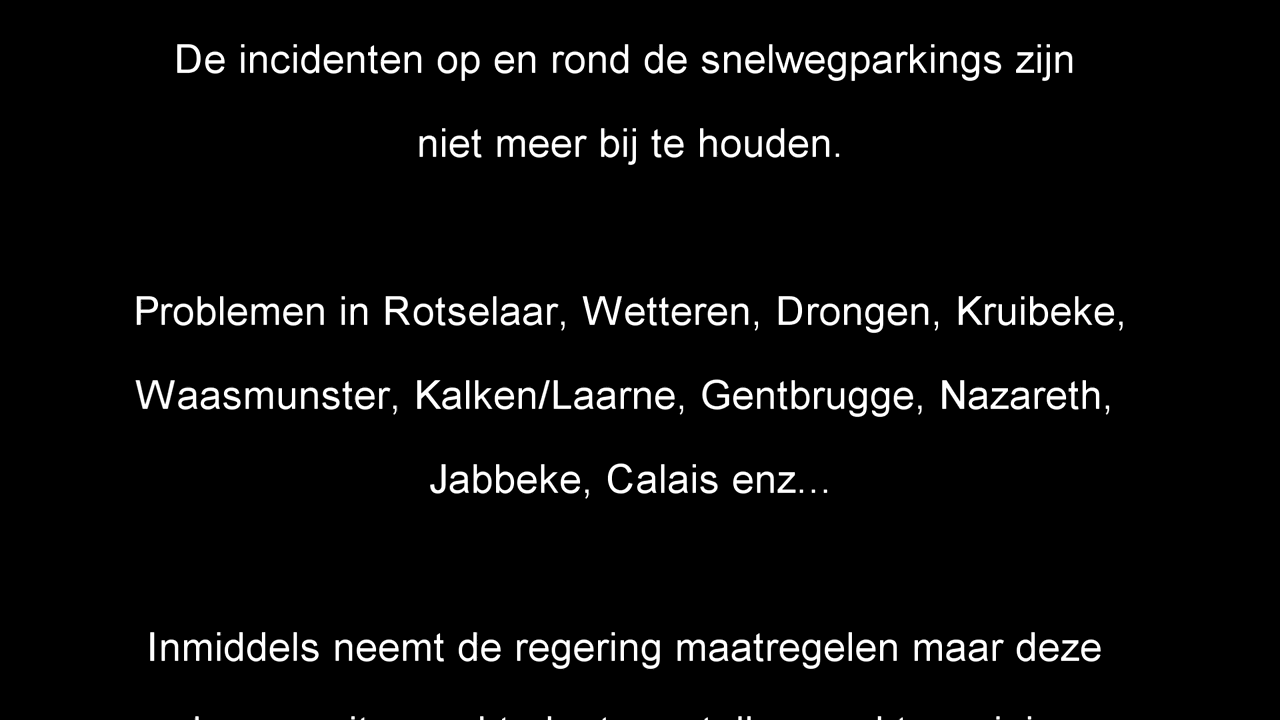 De incidenten op en rond de snelwegparkings zijn
niet meer bij te houden.
Problemen in Rotselaar, Wetteren, Drongen, Kruibeke,
Waasmunster, Kalken/Laarne, Gentbrugge, Nazareth,
Jabbeke, Calais enz…
Inmiddels neemt de regering maatregelen maar deze